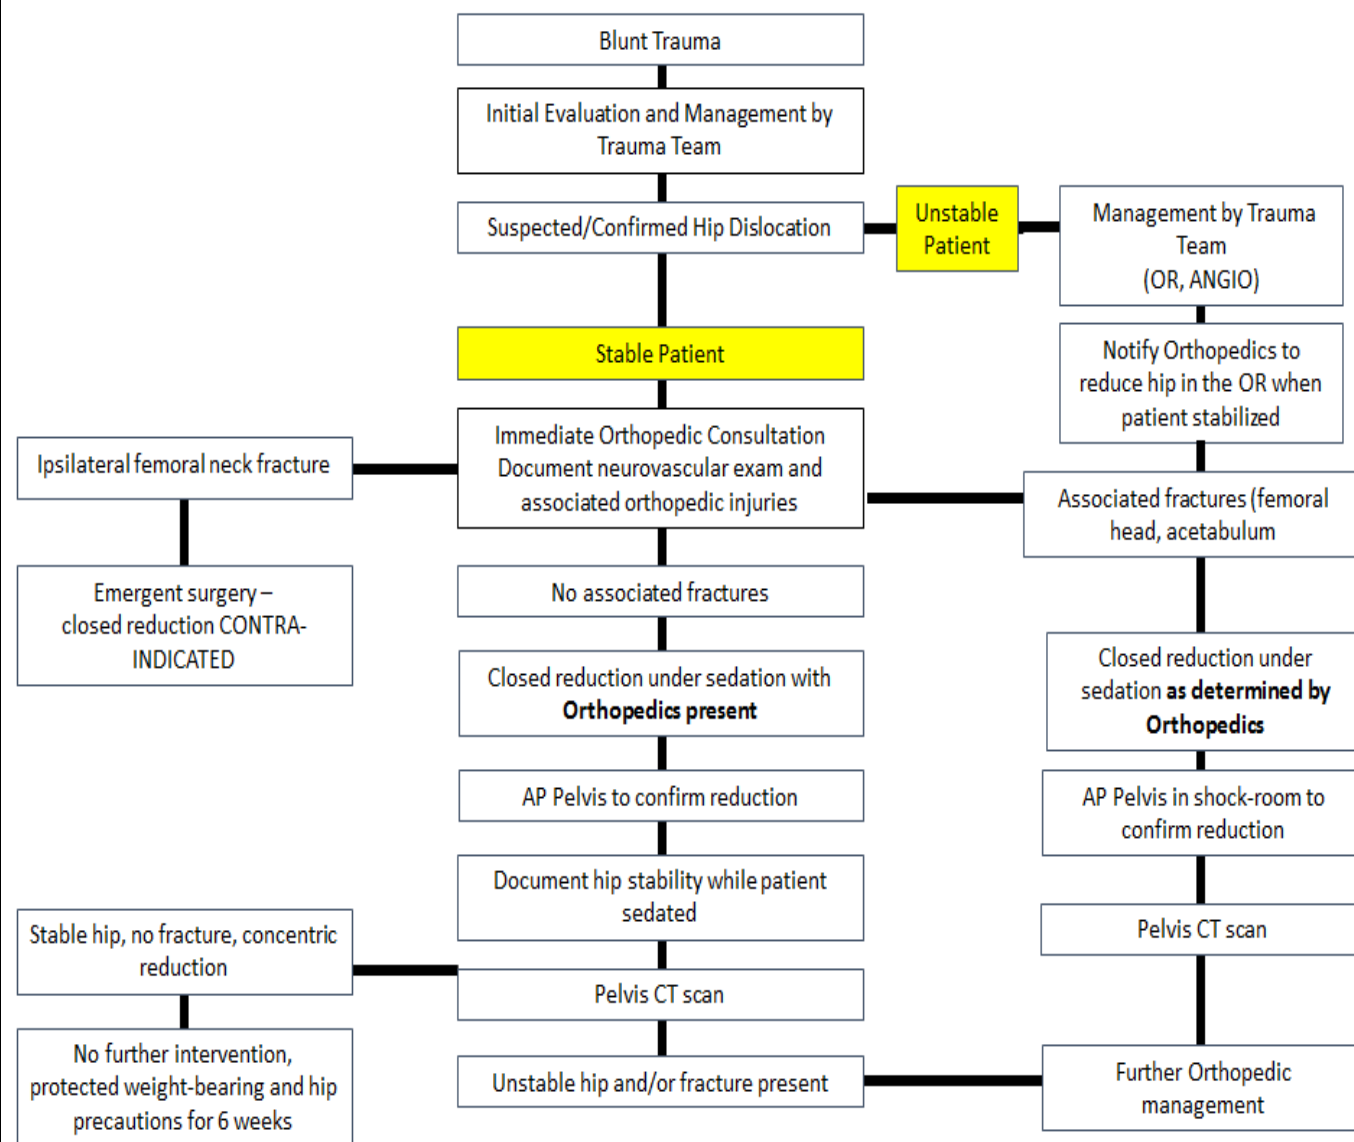 Blunt Trauma
Initial Evaluation and Management by
Trauma Team
Suspected/Confirmed Hip Dislocation
Unstable
Patient
Management by Trauma
Team
(OR, ANGIO)
Stable Patient
Notify Orthopedics to
reduce hip in the OR when
patient stabilized
Ipsilateral femoral neck fracture
Immediate Orthopedic Consultation
Document neurovascular exam and
associated orthopedic injuries
Associated fractures (femoral
head, acetabulum
Emergent surgery –
closed reduction CONTRA-
INDICATED
No associated fractures
Closed reduction under sedation with
Orthopedics present
Closed reduction under
sedation as determined by
Orthopedics
AP Pelvis to confirm reduction
AP Pelvis in shock-room to
confirm reduction
Document hip stability while patient
sedated
Stable hip, no fracture, concentric
reduction
Pelvis CT scan
Pelvis CT scan
No further intervention,
protected weight-bearing and hip
precautions for 6 weeks
Unstable hip and/or fracture present
Further Orthopedic
management